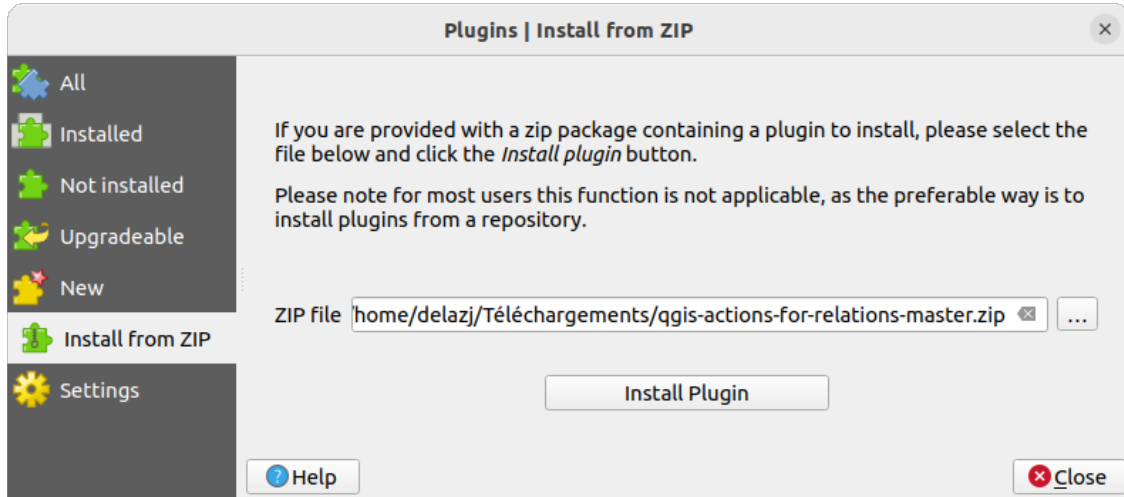 Plugins | Install from ZIP
All
Installed
Not installed
Upgradeable
New
Install from ZIP
Settings
If you are provided with a zip package containing a plugin to install, please select the
file below and click the Install plugin button.
Please note for most users this function is not applicable, as the preferable way is to
install plugins from a repository.
ZIP file /home/delazj/Téléchargements/qgis-actions-for-relations-master.zip ...
Install Plugin
Help
Close